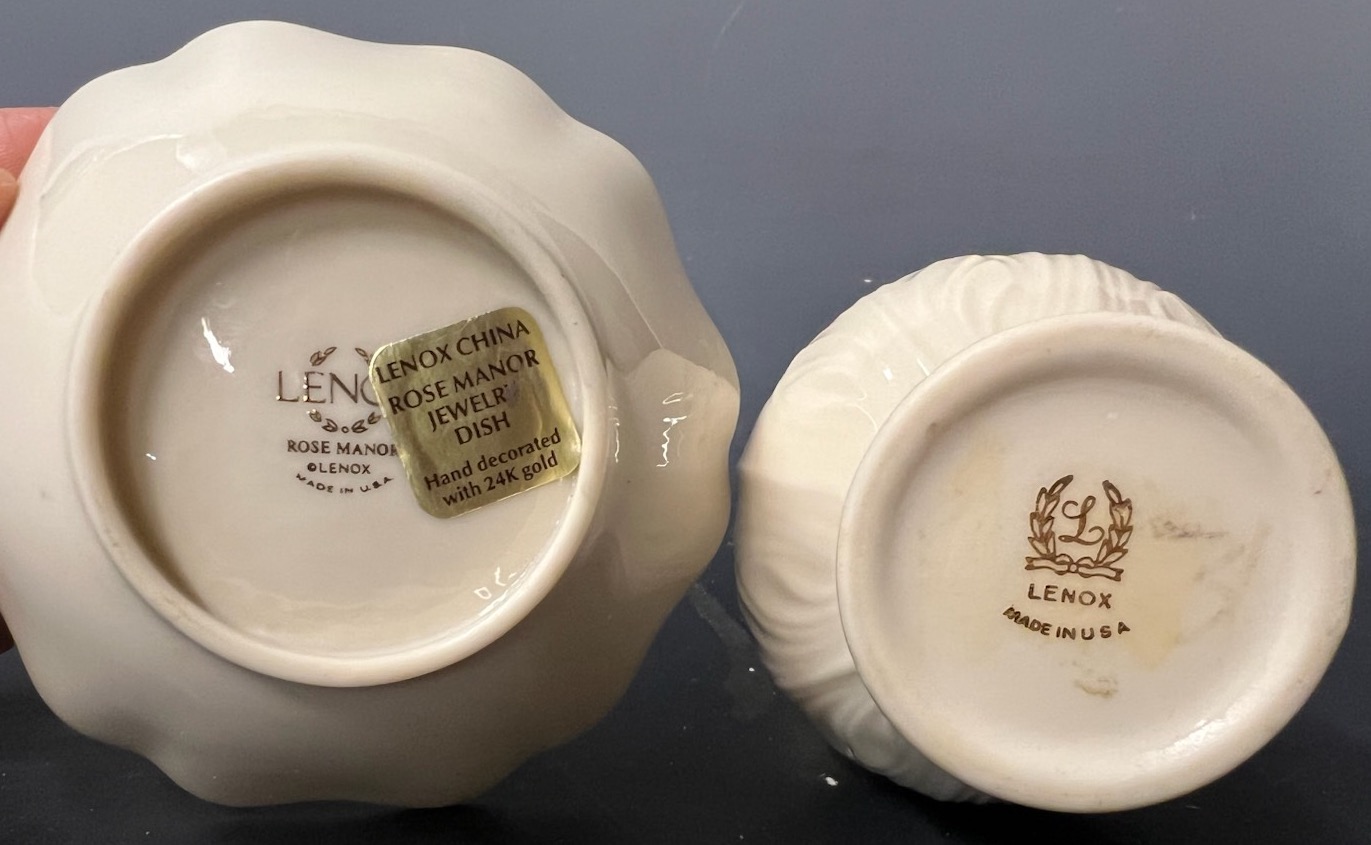 LENO
ROSE MANOR
©LENOX
MADE IN U.S.A
LENOX CHINA
ROSE MANOR
JEWELRY
DISH
Hand decorated
with 24K gold
L
LENOX
MADE IN USA